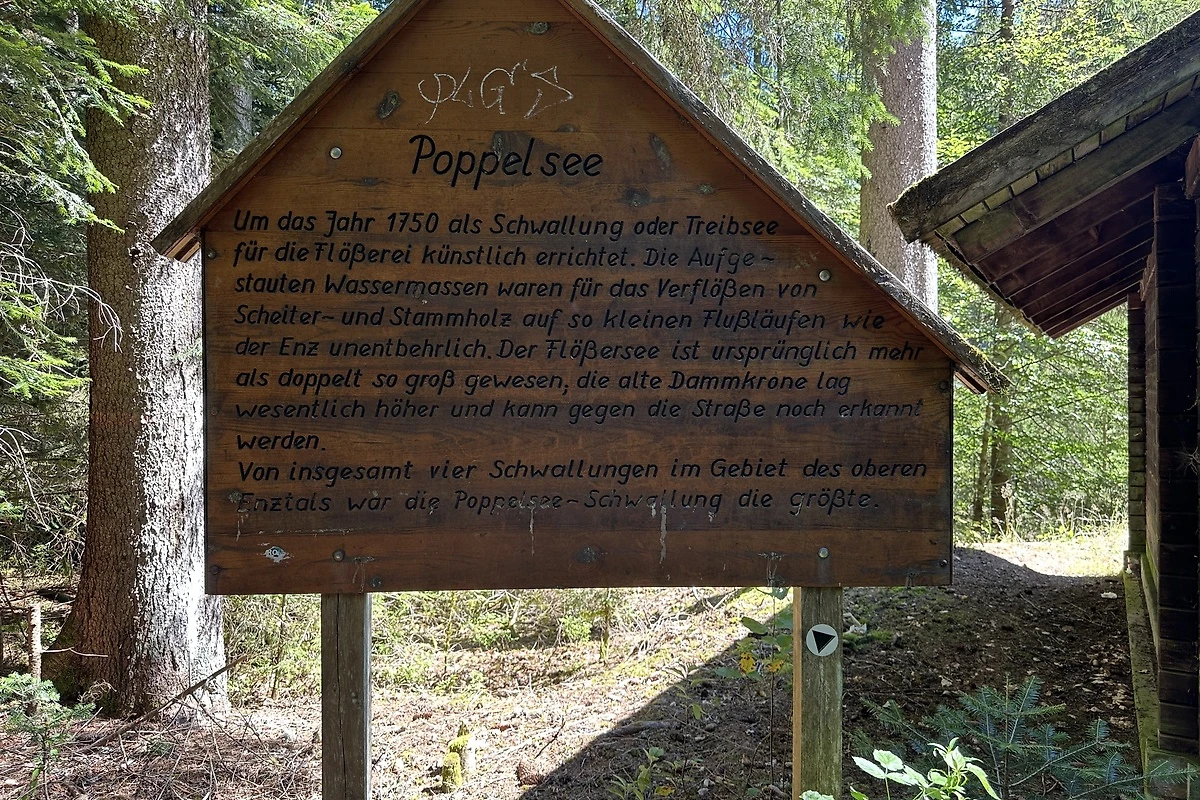 Poppelsee
Um das Jahr 1750 als Schwallung oder Treibsee
für die Flößerei künstlich errichtet. Die Aufge~
stauten Wassermassen waren für das Verflößen von
Scheiter~ und Stammholz auf so kleinen Flußläufen wie
der Enz unentbehrlich. Der Flößersee ist ursprünglich mehr
als doppelt so groß gewesen, die alte Dammkrone lag
wesentlich höher und kann gegen die Straße noch erkannt
werden.
Von insgesamt vier Schwallungen im Gebiet des oberen
Enztals war die Poppelsee~Schwallung die größte.